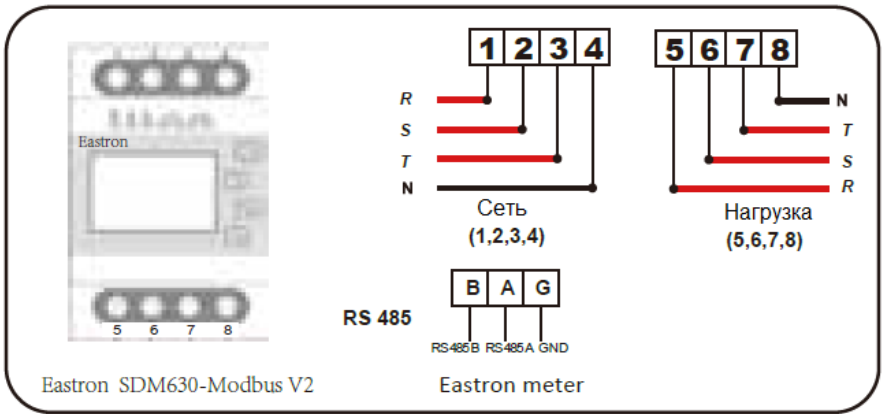 Eastron
5 6 7 8
Eastron SDM630-Modbus V2
1 2 3 4
R
S
T
N
Сеть
(1,2,3,4)
5 6 7 8
N
T
S
R
Нагрузка
(5,6,7,8)
RS 485
B A G
RS485B RS485A GND
Eastron meter